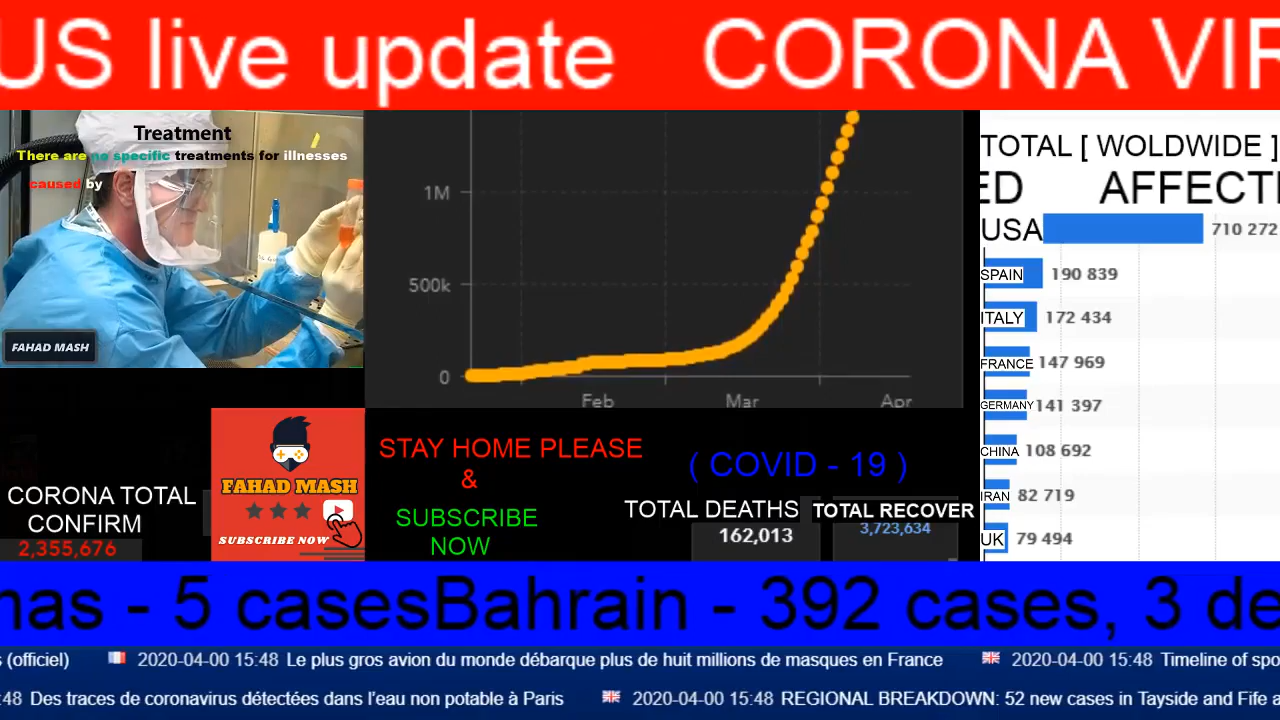 US live update CORONA VIR
Treatment
There are no specific treatments for illnesses
caused by
FAHAD MASH
1M
500k
0
Feb Mar Apr
TOTAL [ WOLDWIDE ]
ED AFFECT
USA 710 272
SPAIN 190 839
ITALY 172 434
FRANCE 147 969
GERMANY 141 397
CHINA 108 692
IRAN 82 719
UK 79 494
CORONA TOTAL
CONFIRM
2,355,676
FAHAD MASH
SUBSCRIBE NOW
STAY HOME PLEASE
&
SUBSCRIBE
NOW
( COVID - 19 )
TOTAL DEATHS
162,013
TOTAL RECOVER
3,723,634
nas - 5 casesBahrain - 392 cases, 3 de
(officiel) 2020-04-00 15:48 Le plus gros avion du monde débarque plus de huit millions de masques en France 2020-04-00 15:48 Timeline of spo
:48 Des traces de coronavirus détectées dans l'eau non potable à Paris 2020-04-00 15:48 REGIONAL BREAKDOWN: 52 new cases in Tayside and Fife a